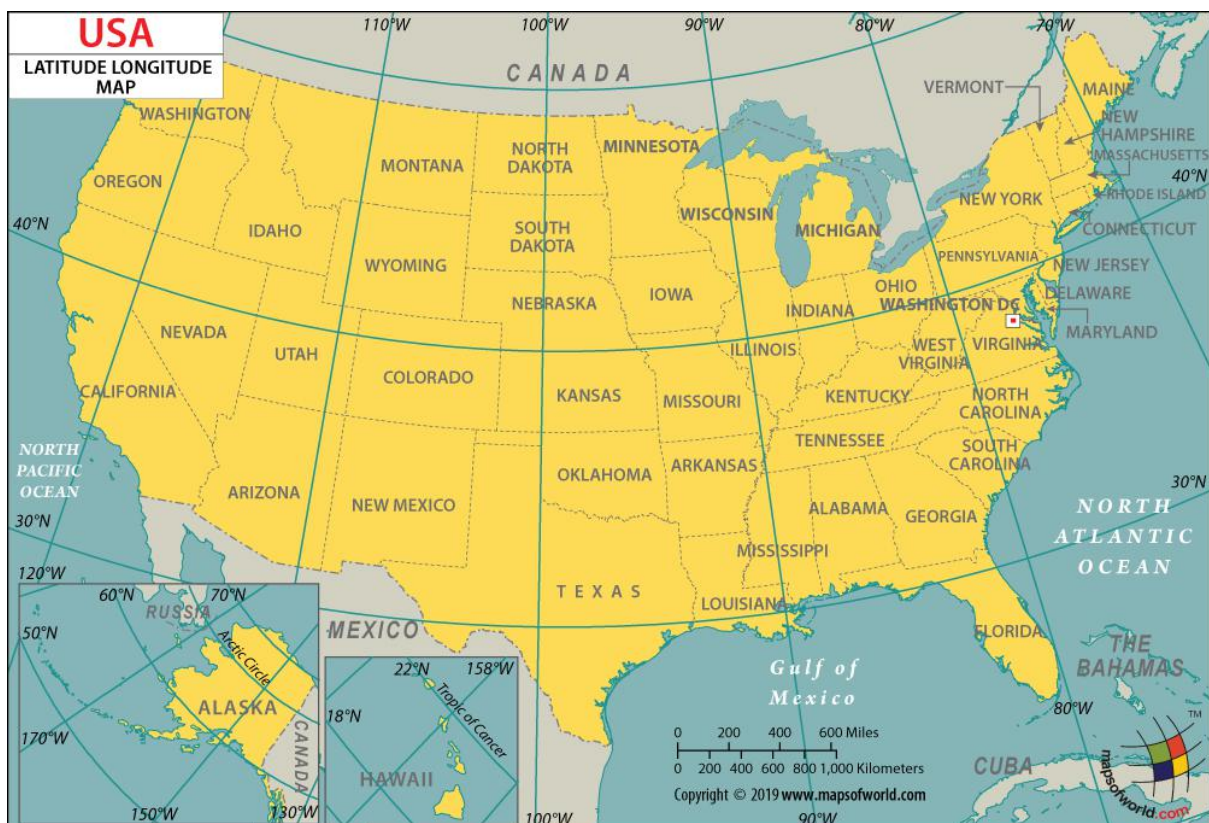 USA
LATITUDE LONGITUDE
MAP
110°W
100°W
90°W
80°W
70°W
CANADA
VERMONT
MAINE
NEW
HAMPSHIRE
MASSACHUSETTS
40°N
RHODE ISLAND
CONNECTICUT
NEW JERSEY
DELAWARE
MARYLAND
WASHINGTON
OREGON
40°N
IDAHO
MONTANA
WYOMING
NORTH
DAKOTA
SOUTH
DAKOTA
NEBRASKA
MINNESOTA
WISCONSIN
MICHIGAN
IOWA
NEW YORK
PENNSYLVANIA
OHIO
INDIANA
ILLINOIS
WASHINGTON DC
WEST
VIRGINIA
VIRGINIA
NEVADA
UTAH
COLORADO
CALIFORNIA
KANSAS
MISSOURI
KENTUCKY
NORTH
CAROLINA
TENNESSEE
SOUTH
CAROLINA
ARIZONA
NEW MEXICO
OKLAHOMA
ARKANSAS
ALABAMA
GEORGIA
MISSISSIPPI
TEXAS
LOUISIANA
FLORIDA
NORTH
PACIFIC
OCEAN
30°N
120°W
30°N
NORTH
ATLANTIC
OCEAN
MEXICO
Gulf of
Mexico
THE
BAHAMAS
CUBA
80°W
90°W
100°W
60°N
70°N
RUSSIA
50°N
Arctic Circle
ALASKA
CANADA
170°W
150°W
130°W
22°N
158°W
Tropic of Cancer
18°N
HAWAII
0 200 400 600 Miles
0 200 400 600 800 1,000 Kilometers
Copyright © 2019 www.mapsofworld.com
TM
mapsofworld.com